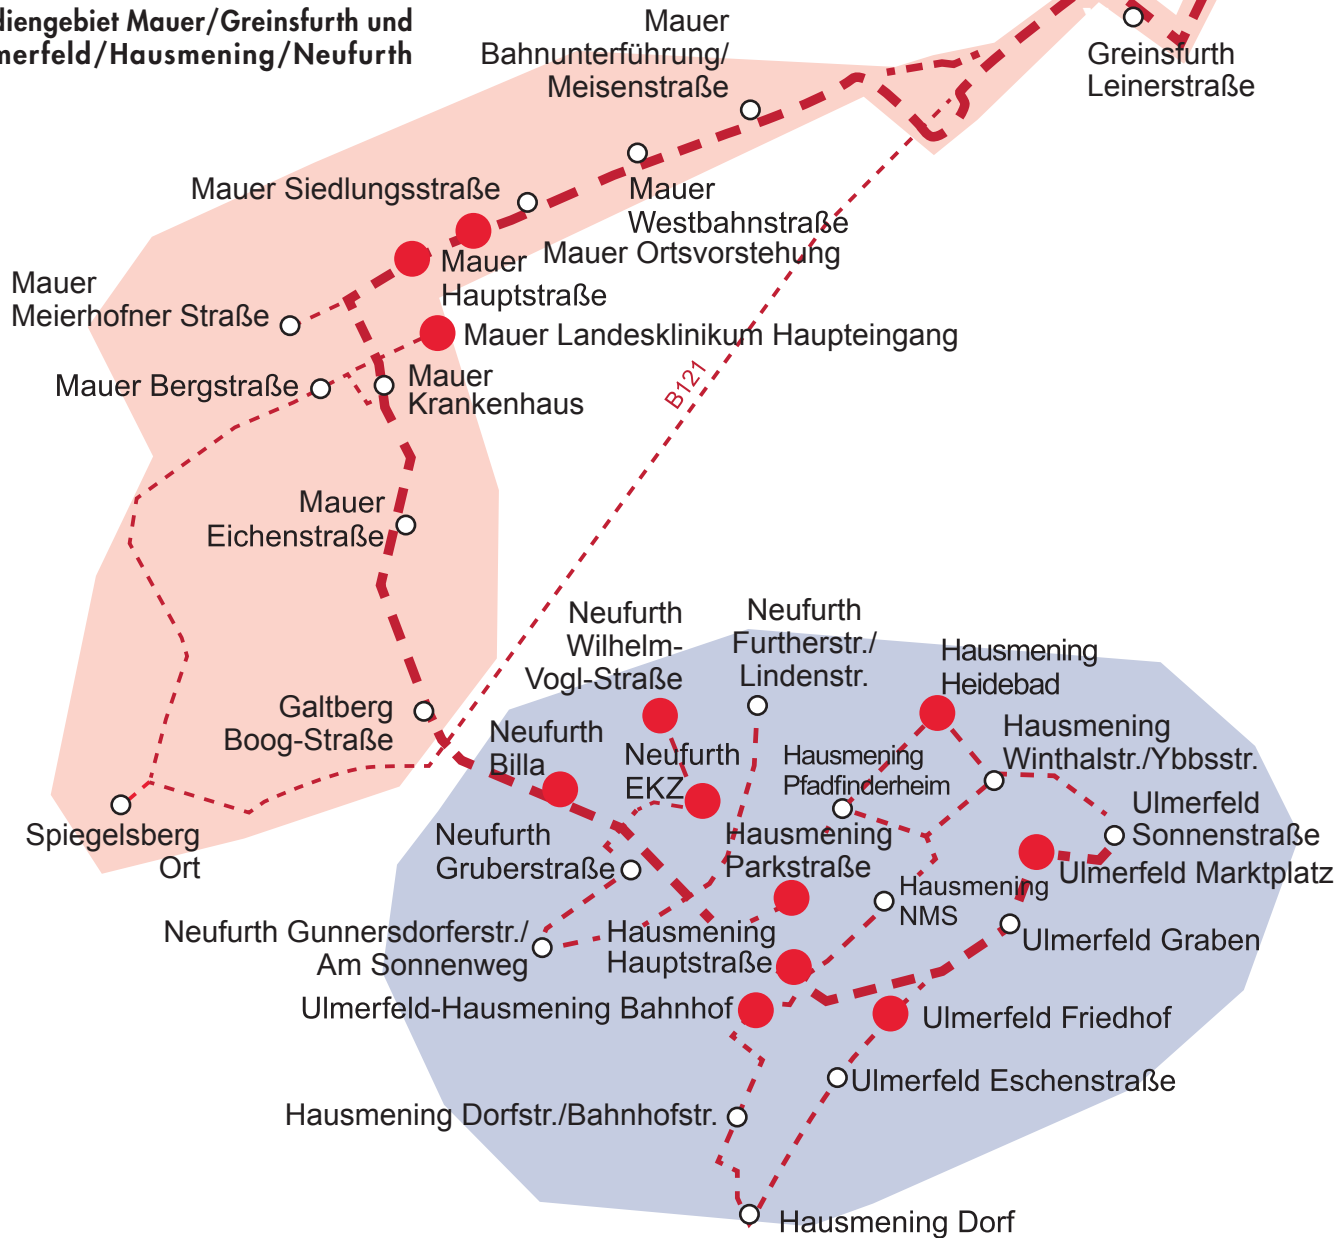 diengebiet Mauer/Greinsfurth und
merfeld/Hausmening/Neufurth
Mauer
Bahnunterführung/
Meisenstraße
Greinsfurth
Leinerstraße
Mauer Siedlungsstraße
Mauer
Westbahnstraße
Mauer Ortsvorstehung
Mauer
Hauptstraße
Mauer
Meierhofner Straße
Mauer Landesklinikum Haupteingang
Mauer Bergstraße
Mauer
Krankenhaus
B121
Mauer
Eichenstraße
Neufurth
Wilhelm-
Vogl-Straße
Neufurth
Furtherstr./
Lindenstr.
Hausmening
Heidebad
Galtberg
Boog-Straße
Neufurth
Billa
Neufurth
EKZ
Hausmening
Pfadfinderheim
Hausmening
Winthalstr./Ybbsstr.
Ulmerfeld
Sonnenstraße
Spiegelsberg
Ort
Neufurth
Gruberstraße
Hausmening
Parkstraße
Ulmerfeld Marktplatz
Hausmening
NMS
Neufurth Gunnersdorferstr./
Am Sonnenweg
Hausmening
Hauptstraße
Ulmerfeld Graben
Ulmerfeld-Hausmening Bahnhof
Ulmerfeld Friedhof
Ulmerfeld Eschenstraße
Hausmening Dorfstr./Bahnhofstr.
Hausmening Dorf